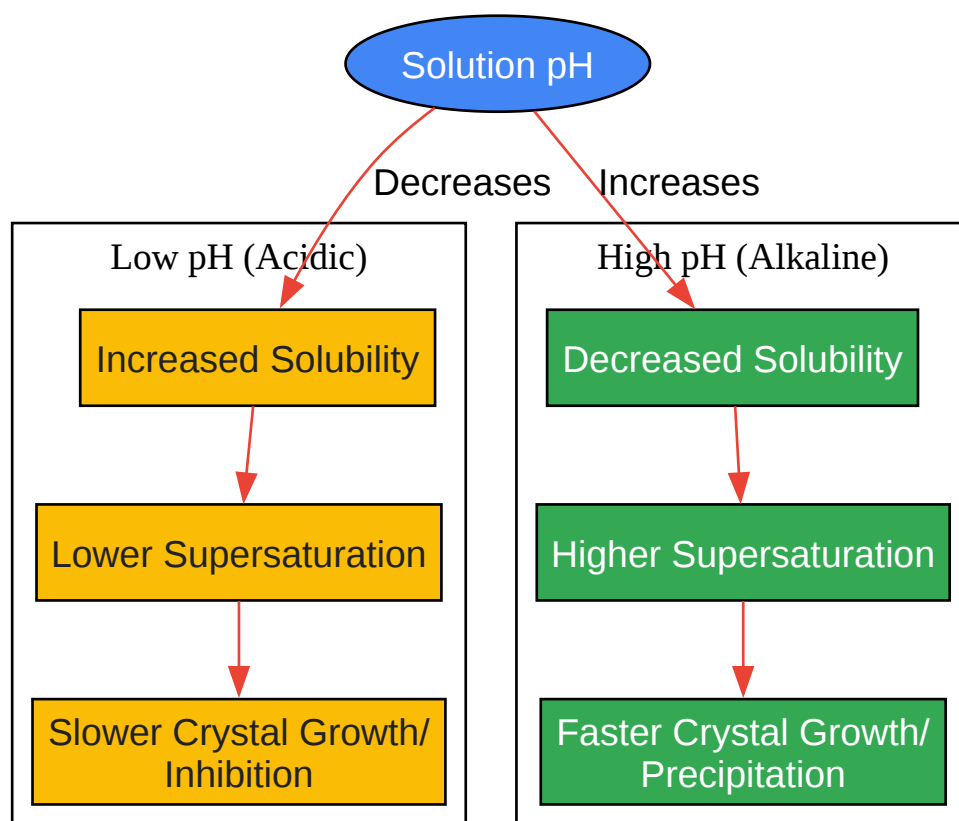 Solution pH
Decreases
Increases
Low pH (Acidic)
Increased Solubility
Lower Supersaturation
Slower Crystal Growth/
Inhibition
High pH (Alkaline)
Decreased Solubility
Higher Supersaturation
Faster Crystal Growth/
Precipitation